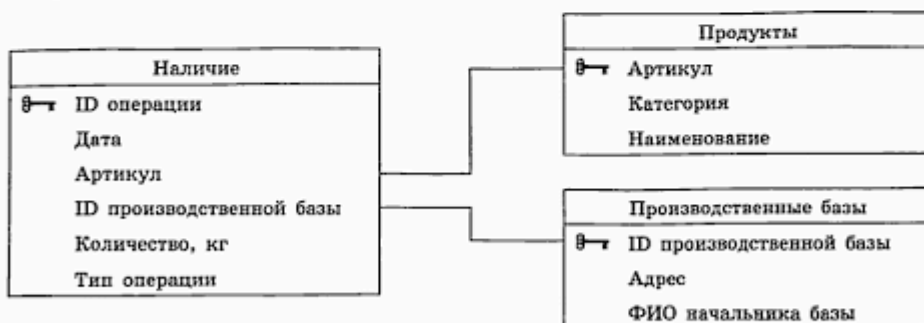 Наличие
ID операции
Дата
Артикул
ID производственной базы
Количество, кг
Тип операции
Продукты
Артикул
Категория
Наименование
Производственные базы
ID производственной базы
Адрес
ФИО начальника базы